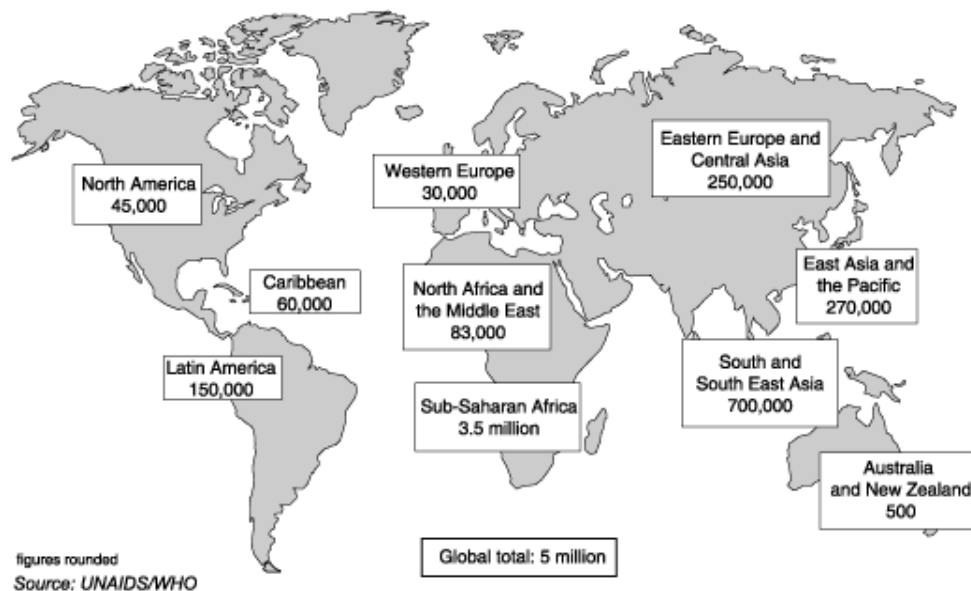 North America
45,000
Caribbean
60,000
Latin America
150,000
Western Europe
30,000
North Africa and
the Middle East
83,000
Sub-Saharan Africa
3.5 million
Eastern Europe and
Central Asia
250,000
East Asia and
the Pacific
270,000
South and
South East Asia
700,000
Australia
and New Zealand
500
Global total: 5 million
figures rounded
Source: UNAIDS/WHO